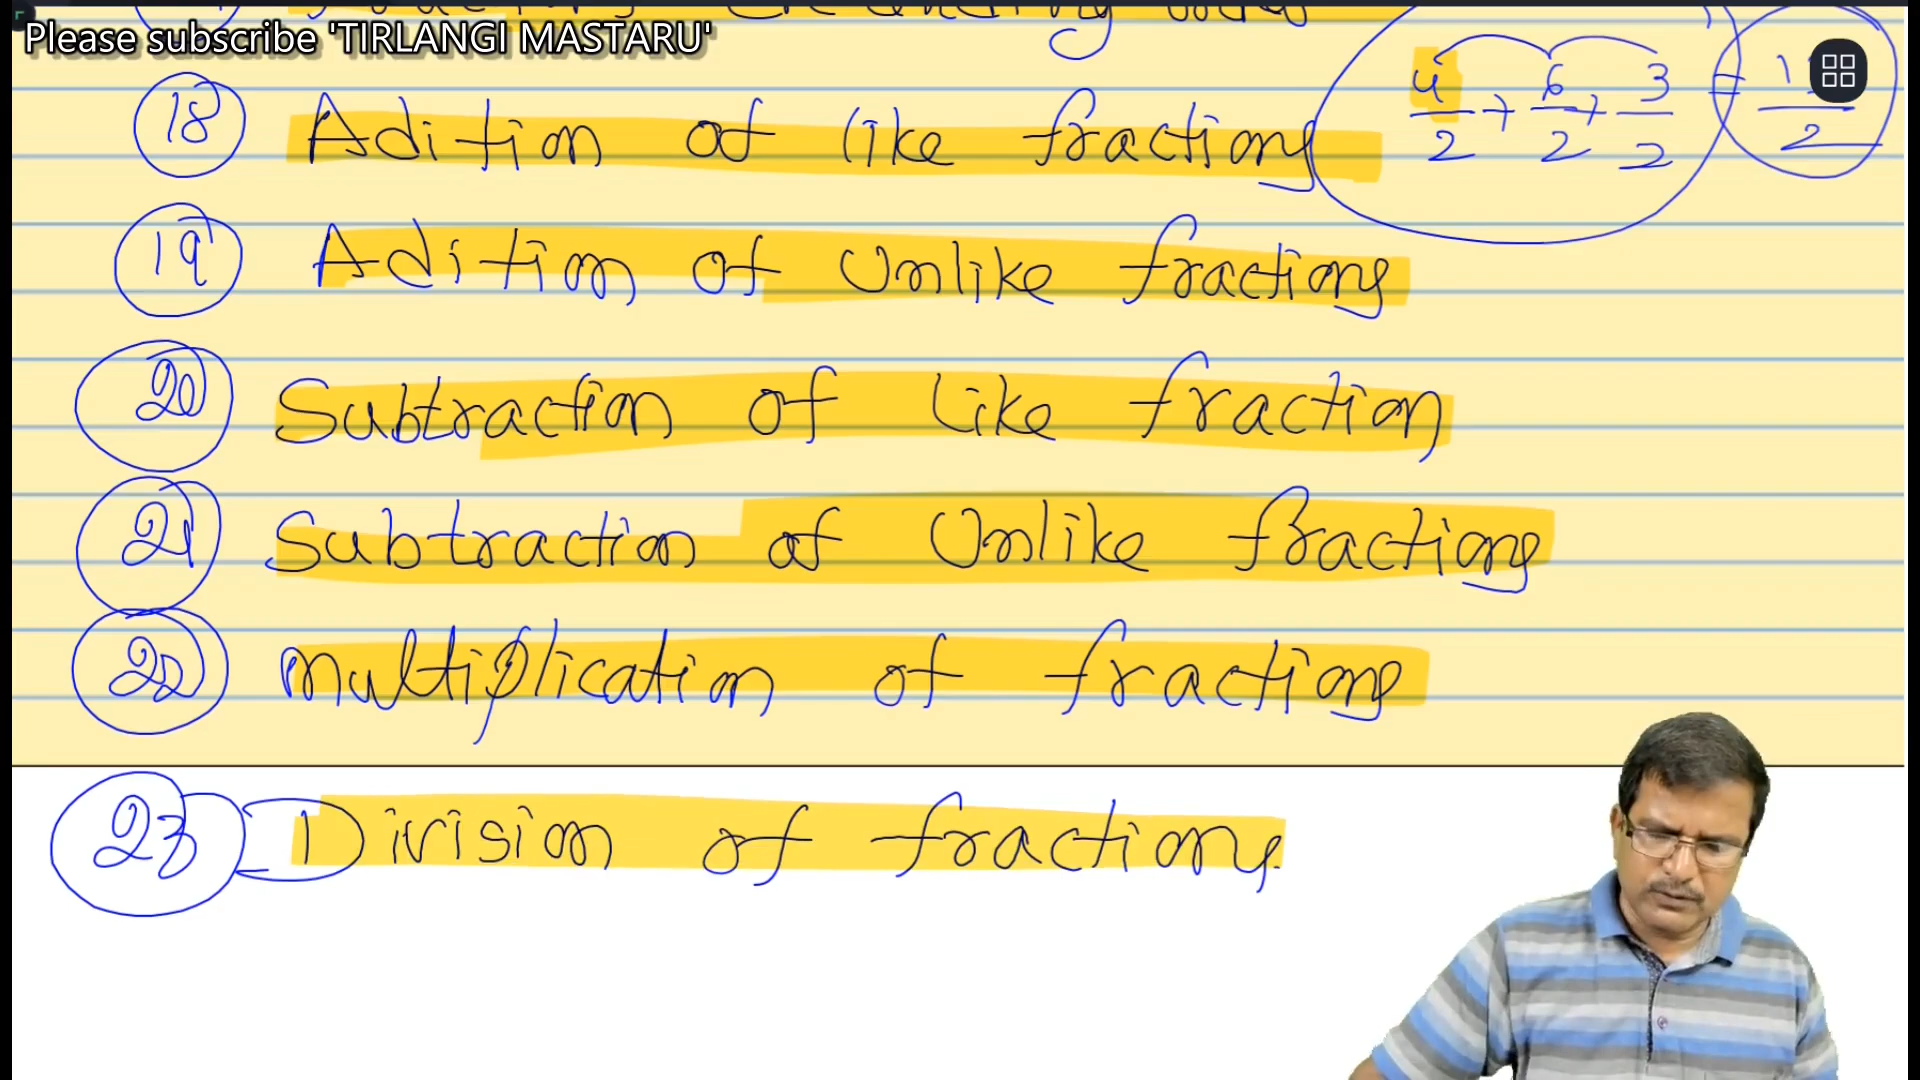 Please subscribe 'TIRLANGI MASTARU'
18 Adition of like fractions 4/2 + 6/2 + 3/2 =
19 Adition of Unlike fractions
20 Subtraction of Like fraction
21 Subtraction of Unlike fractions
22 Multiplication of fractions
23 Division of fractions.